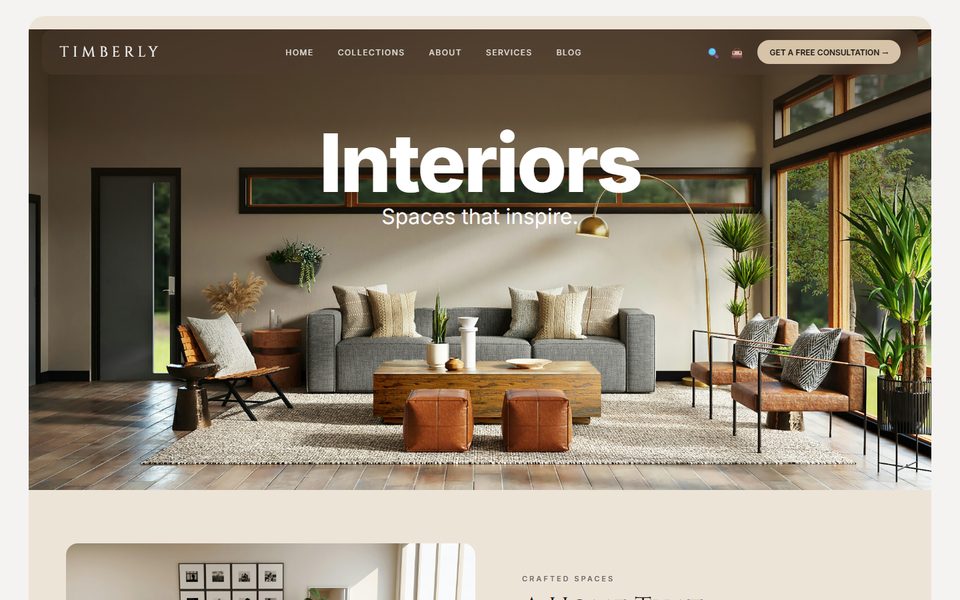 TIMBERLY
HOME
COLLECTIONS
ABOUT
SERVICES
BLOG
GET A FREE CONSULTATION →
Interiors
Spaces that inspire.
CRAFTED SPACES